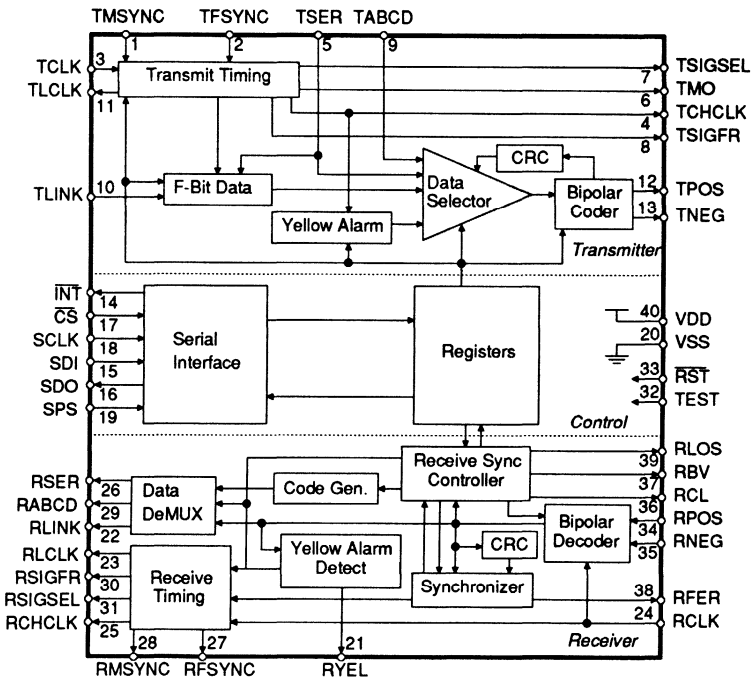 TMSYNC TFSYNC TSER TABCD
1 2 5 9
TCLK 3 Transmit Timing TSIGSEL
7
TLCLK TMO
11 6
TCHCLK
4
TSIGFR
8
CRC
TLINK 10 F-Bit Data
Data
Selector
Bipolar
Coder
12 TPOS
13 TNEG
Yellow Alarm
Transmitter
INT
14
CS
17
SCLK
18
SDI
15
SDO
16
SPS
19
Serial
Interface
Registers
40 VDD
20 VSS
33 RST
32 TEST
Control
RLOS
39
RBV
37
RCL
36
RPOS
34
RNEG
35
Receive Sync
Controller
Code Gen.
RSER
26
RABCD
29
RLINK
22
Data
DeMUX
Bipolar
Decoder
CRC
Yellow Alarm
Detect
RLCLK
23
RSIGFR
30
RSIGSEL
31
RCHCLK
25
Receive
Timing
Synchronizer
38 RFER
24 RCLK
Receiver
28 27 21
RMSYNC RFSYNC RYEL